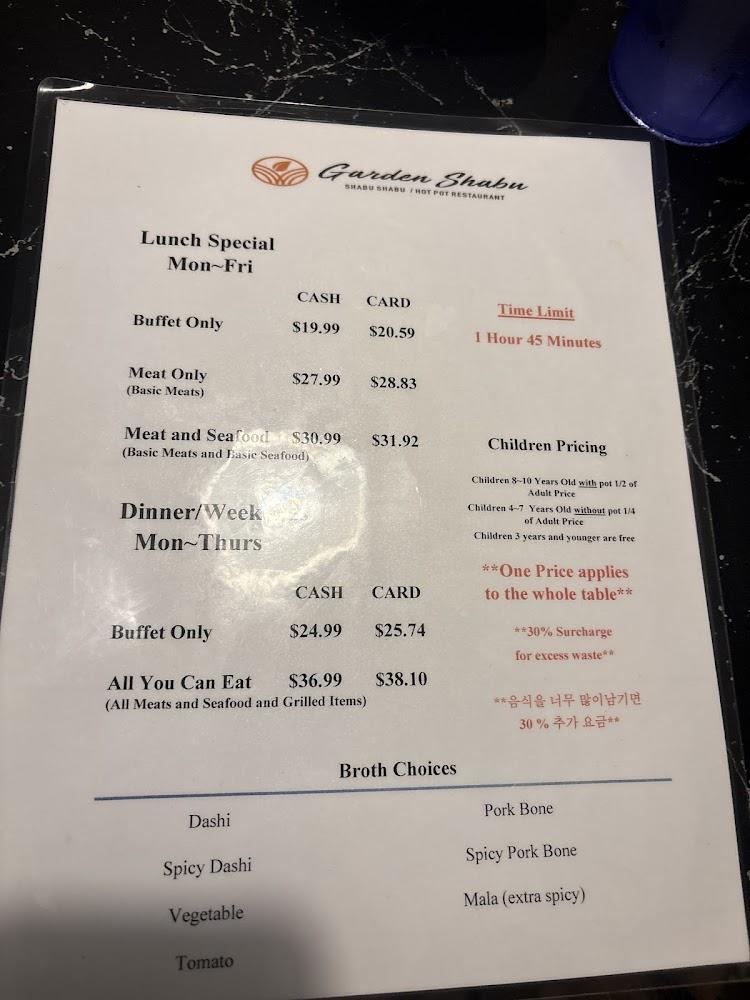 Garden Shabu
SHABU SHABU / HOT POT RESTAURANT
Lunch Special
Mon~Fri
CASH CARD
Buffet Only $19.99 $20.59
Meat Only $27.99 $28.83
(Basic Meats)
Meat and Seafood $30.99 $31.92
(Basic Meats and Basic Seafood)
Time Limit
1 Hour 45 Minutes
Children Pricing
Children 8~10 Years Old with pot 1/2 of
Adult Price
Children 4~7 Years Old without pot 1/4
of Adult Price
Children 3 years and younger are free
**One Price applies
to the whole table**
**30% Surcharge
for excess waste**
**음식을 너무 많이남기면
30 % 추가 요금**
Dinner/Week
Mon~Thurs
CASH CARD
Buffet Only $24.99 $25.74
All You Can Eat $36.99 $38.10
(All Meats and Seafood and Grilled Items)
Broth Choices
Dashi
Spicy Dashi
Vegetable
Tomato
Pork Bone
Spicy Pork Bone
Mala (extra spicy)